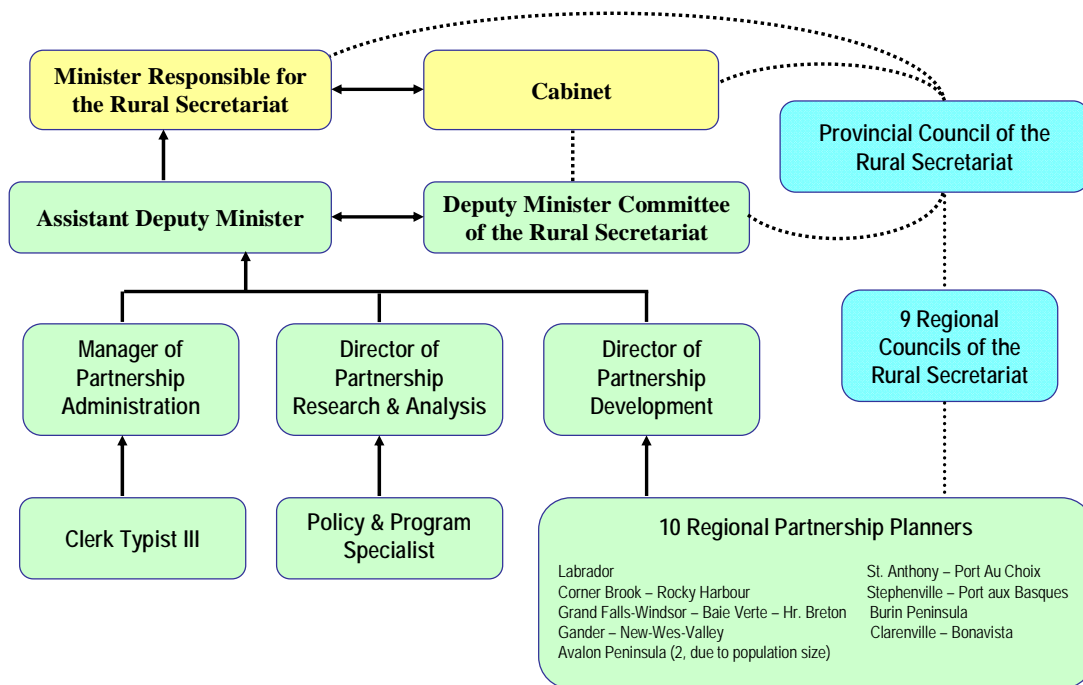 Minister Responsible for
the Rural Secretariat
Cabinet
Provincial Council of the
Rural Secretariat
Assistant Deputy Minister
Deputy Minister Committee
of the Rural Secretariat
9 Regional
Councils of the
Rural Secretariat
Manager of
Partnership
Administration
Director of
Partnership
Research & Analysis
Director of
Partnership
Development
Clerk Typist III
Policy & Program
Specialist
10 Regional Partnership Planners
Labrador
Corner Brook – Rocky Harbour
Grand Falls-Windsor – Baie Verte – Hr. Breton
Gander – New-Wes-Valley
Avalon Peninsula (2, due to population size)
St. Anthony – Port Au Choix
Stephenville – Port aux Basques
Burin Peninsula
Clarenville – Bonavista